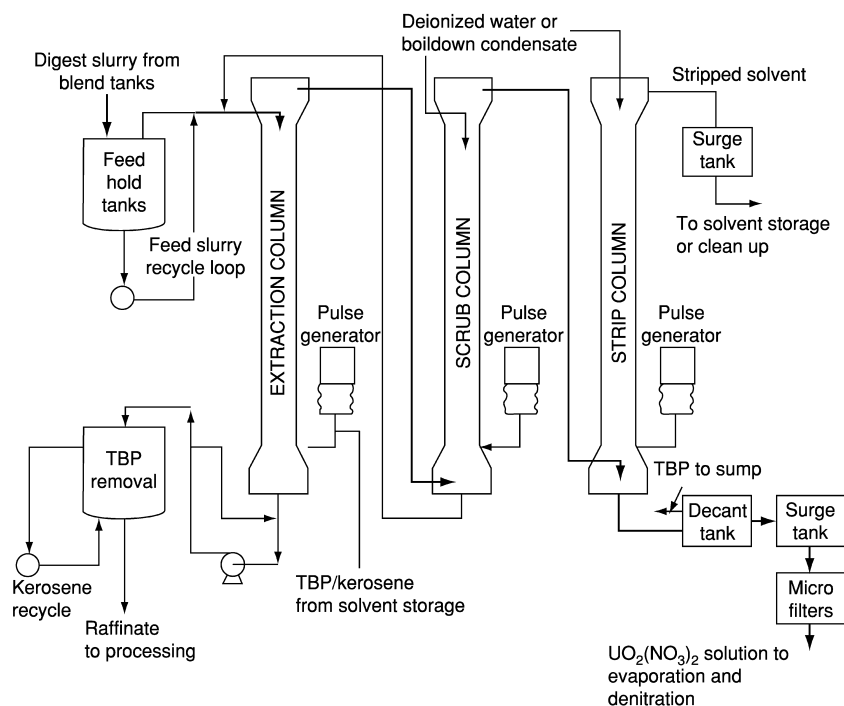 Deionized water or
boildown condensate
Digest slurry from
blend tanks
Stripped solvent
Feed
hold
tanks
Surge
tank
To solvent storage
or clean up
Feed slurry
recycle loop
EXTRACTION COLUMN
SCRUB COLUMN
STRIP COLUMN
Pulse
generator
Pulse
generator
Pulse
generator
TBP
removal
TBP to sump
Decant
tank
Surge
tank
Kerosene
recycle
TBP/kerosene
from solvent storage
Micro
filters
Raffinate
to processing
UO₂(NO₃)₂ solution to
evaporation and
denitration